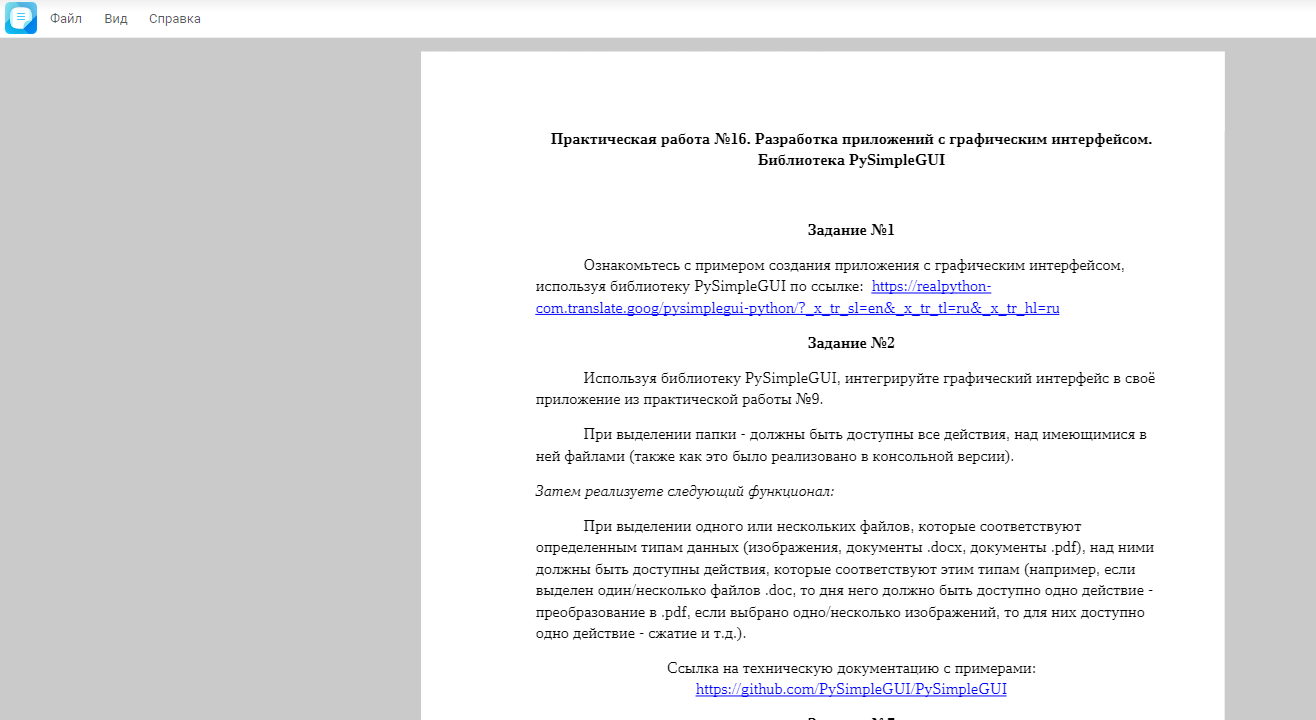 Файл Вид Справка
Практическая работа №16. Разработка приложений с графическим интерфейсом.
Библиотека PySimpleGUI
Задание №1
Ознакомьтесь с примером создания приложения с графическим интерфейсом,
используя библиотеку PySimpleGUI по ссылке: https://realpython-
com.translate.goog/pysimplegui-python/?_x_tr_sl=en&_x_tr_tl=ru&_x_tr_hl=ru
Задание №2
Используя библиотеку PySimpleGUI, интегрируйте графический интерфейс в своё
приложение из практической работы №9.
При выделении папки - должны быть доступны все действия, над имеющимися в
ней файлами (также как это было реализовано в консольной версии).
Затем реализуете следующий функционал:
При выделении одного или нескольких файлов, которые соответствуют
определенным типам данных (изображения, документы .docx, документы .pdf), над ними
должны быть доступны действия, которые соответствуют этим типам (например, если
выделен один/несколько файлов .doc, то дня него должно быть доступно одно действие -
преобразование в .pdf, если выбрано одно/несколько изображений, то для них доступно
одно действие - сжатие и т.д.).
Ссылка на техническую документацию с примерами:
https://github.com/PySimpleGUI/PySimpleGUI